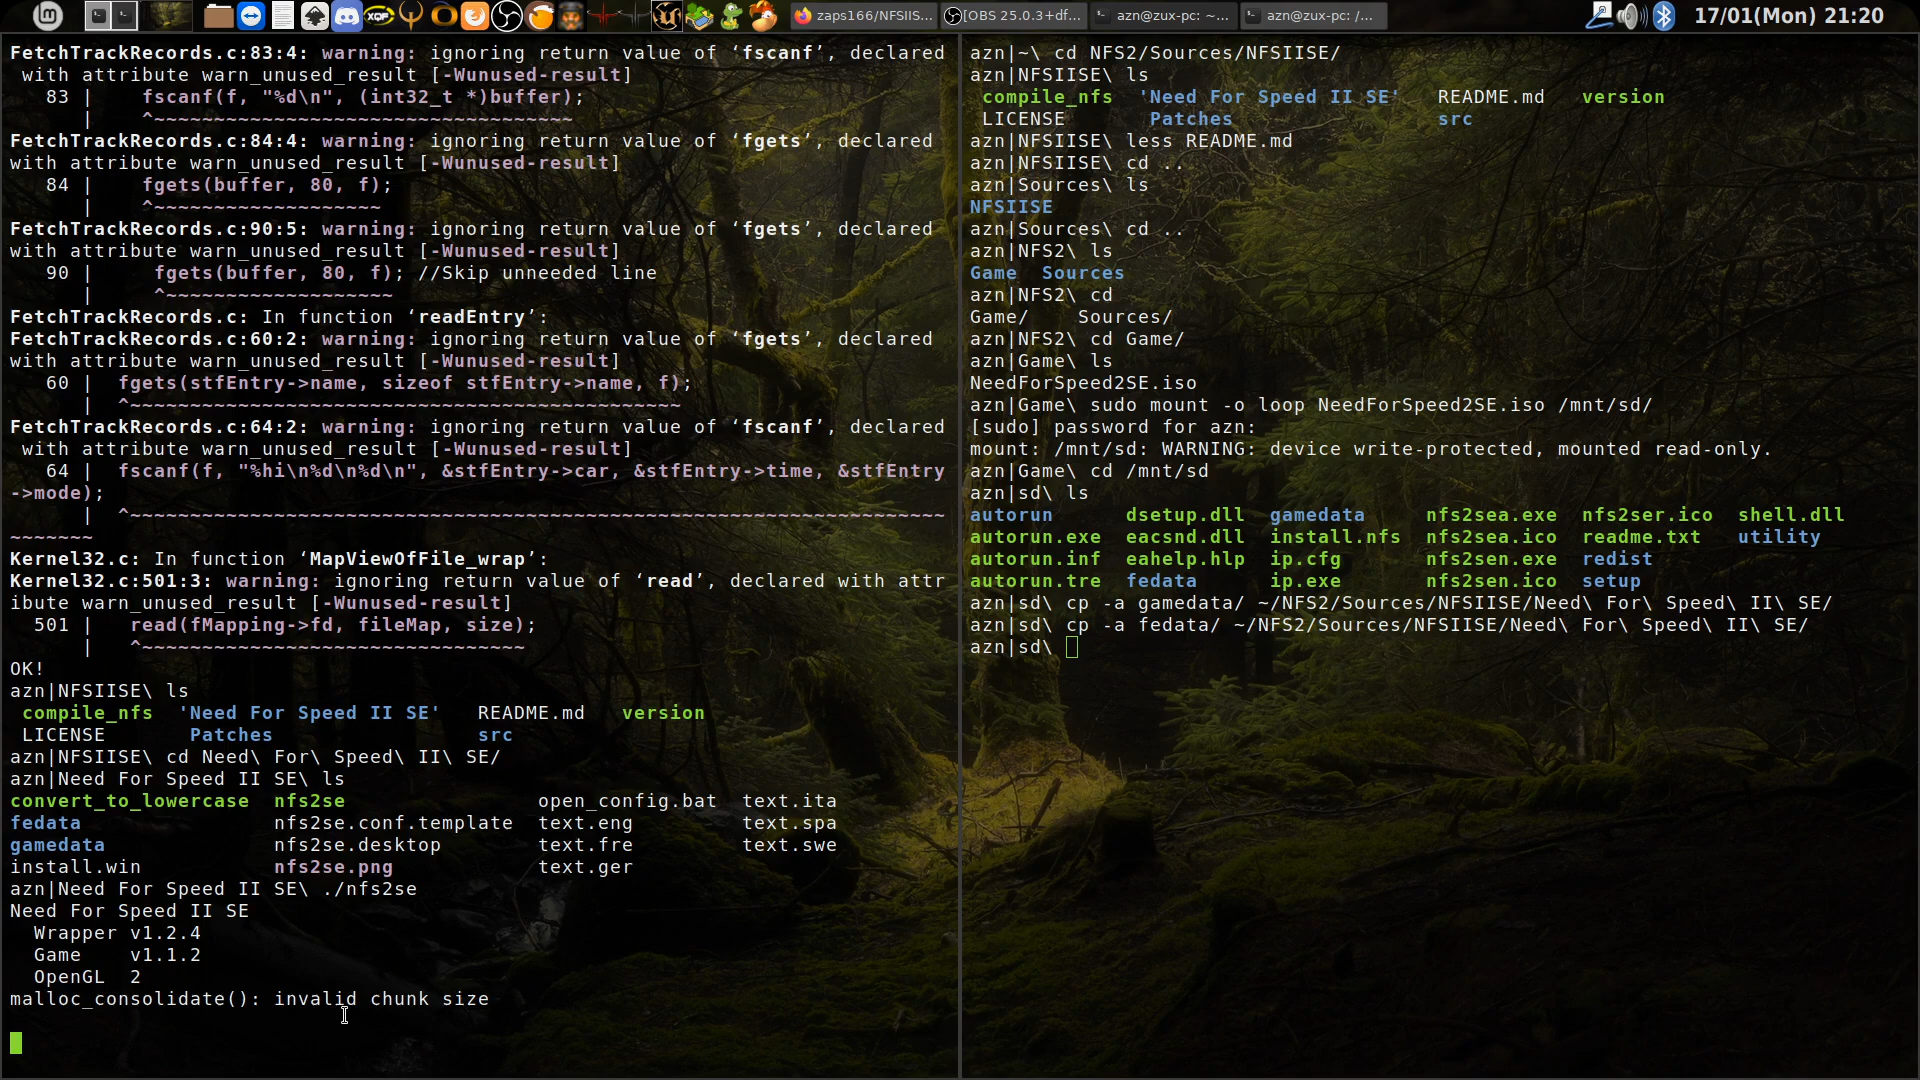 zaps166/NFSIIS...
[OBS 25.0.3+df...
azn@zux-pc: ~...
azn@zux-pc: /...
17/01(Mon) 21:20
FetchTrackRecords.c:83:4: warning: ignoring return value of ‘fscanf’, declared
with attribute warn_unused_result [-Wunused-result]
83 |    fscanf(f, "%d\n", (int32_t *)buffer);
|    ^~~~~~~~~~~~~~~~~~~~~~~~~~~~~~~~~~~~
FetchTrackRecords.c:84:4: warning: ignoring return value of ‘fgets’, declared
with attribute warn_unused_result [-Wunused-result]
84 |    fgets(buffer, 80, f);
|    ^~~~~~~~~~~~~~~~~~~~
FetchTrackRecords.c:90:5: warning: ignoring return value of ‘fgets’, declared
with attribute warn_unused_result [-Wunused-result]
90 |     fgets(buffer, 80, f); //Skip unneeded line
|     ^~~~~~~~~~~~~~~~~~~~
FetchTrackRecords.c: In function ‘readEntry’:
FetchTrackRecords.c:60:2: warning: ignoring return value of ‘fgets’, declared
with attribute warn_unused_result [-Wunused-result]
60 |  fgets(stfEntry->name, sizeof stfEntry->name, f);
|  ^~~~~~~~~~~~~~~~~~~~~~~~~~~~~~~~~~~~~~~~~~~~~~~
FetchTrackRecords.c:64:2: warning: ignoring return value of ‘fscanf’, declared
with attribute warn_unused_result [-Wunused-result]
64 |  fscanf(f, "%hi\n%d\n%d\n", &stfEntry->car, &stfEntry->time, &stfEntry
->mode);
|  ^~~~~~~~~~~~~~~~~~~~~~~~~~~~~~~~~~~~~~~~~~~~~~~~~~~~~~~~~~~~~~~~~~~~~
~~~~~~~
Kernel32.c: In function ‘MapViewOfFile_wrap’:
Kernel32.c:501:3: warning: ignoring return value of ‘read’, declared with attr
ibute warn_unused_result [-Wunused-result]
501 |   read(fMapping->fd, fileMap, size);
|   ^~~~~~~~~~~~~~~~~~~~~~~~~~~~~~~~~
OK!
azn|NFSIISE\ ls
compile_nfs  'Need For Speed II SE'   README.md   version
LICENSE       Patches                 src
azn|NFSIISE\ cd Need\ For\ Speed\ II\ SE/
azn|Need For Speed II SE\ ls
convert_to_lowercase  nfs2se                open_config.bat  text.ita
fedata                nfs2se.conf.template  text.eng         text.spa
gamedata              nfs2se.desktop        text.fre         text.swe
install.win           nfs2se.png            text.ger
azn|Need For Speed II SE\ ./nfs2se
Need For Speed II SE
Wrapper v1.2.4
Game    v1.1.2
OpenGL  2
malloc_consolidate(): invalid chunk size
azn|~\ cd NFS2/Sources/NFSIISE/
azn|NFSIISE\ ls
compile_nfs  'Need For Speed II SE'   README.md   version
LICENSE       Patches                 src
azn|NFSIISE\ less README.md
azn|NFSIISE\ cd ..
azn|Sources\ ls
NFSIISE
azn|Sources\ cd ..
azn|NFS2\ ls
Game  Sources
azn|NFS2\ cd
Game/    Sources/
azn|NFS2\ cd Game/
azn|Game\ ls
NeedForSpeed2SE.iso
azn|Game\ sudo mount -o loop NeedForSpeed2SE.iso /mnt/sd/
[sudo] password for azn:
mount: /mnt/sd: WARNING: device write-protected, mounted read-only.
azn|Game\ cd /mnt/sd
azn|sd\ ls
autorun      dsetup.dll  gamedata     nfs2sea.exe  nfs2ser.ico  shell.dll
autorun.exe  eacsnd.dll  install.nfs  nfs2sea.ico  readme.txt   utility
autorun.inf  eahelp.hlp  ip.cfg       nfs2sen.exe  redist
autorun.tre  fedata      ip.exe       nfs2sen.ico  setup
azn|sd\ cp -a gamedata/ ~/NFS2/Sources/NFSIISE/Need\ For\ Speed\ II\ SE/
azn|sd\ cp -a fedata/ ~/NFS2/Sources/NFSIISE/Need\ For\ Speed\ II\ SE/
azn|sd\